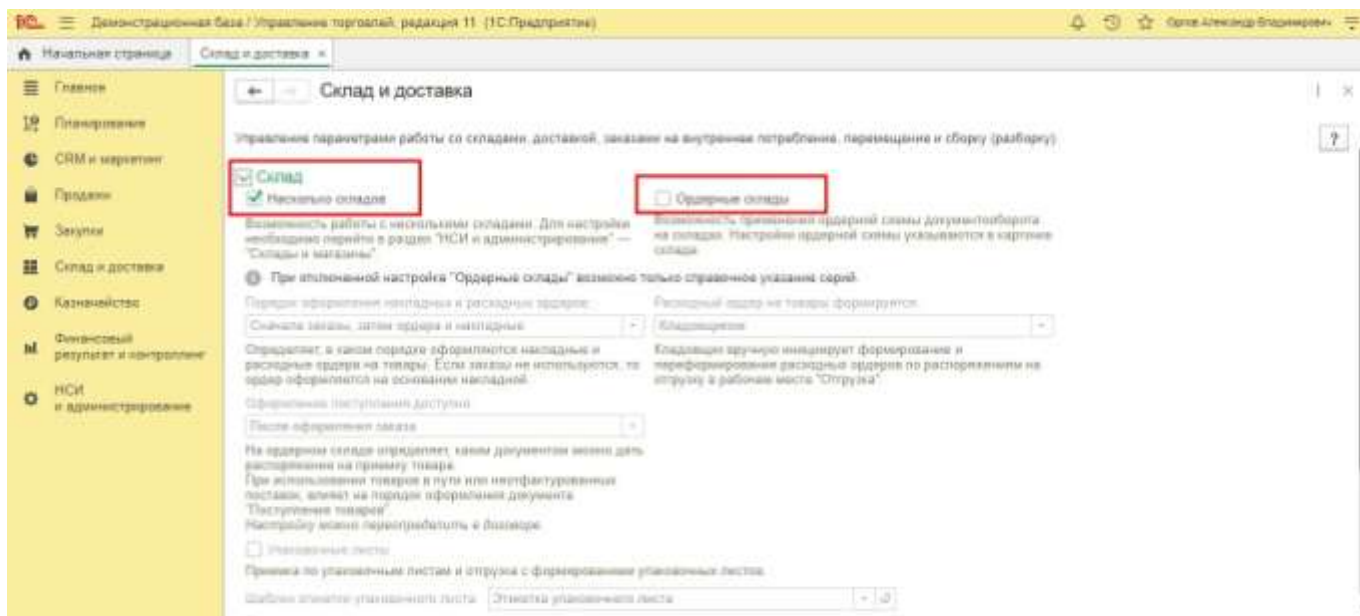 1С Демонстрационная база / Управление торговлей, редакция 11 (1С:Предприятие) Орлов Александр Владимирович
Начальная страница Склад и доставка ×
Главное
Планирование
CRM и маркетинг
Продажи
Закупки
Склад и доставка
Казначейство
Финансовый
результат и контроллинг
НСИ
и администрирование
Склад и доставка
Управление параметрами работы со складами, доставкой, заказами на внутреннее потребление, перемещение и сборку (разборку). ?
Склад
Несколько складов
Возможность работы с несколькими складами. Для настройки
необходимо перейти в раздел "НСИ и администрирование" —
"Склады и магазины".
Ордерные склады
Возможность применения ордерной схемы документооборота
на складах. Настройки ордерной схемы указываются в карточке
склада.
При отключенной настройке "Ордерные склады" возможно только справочное указание серий.
Порядок оформления накладных и расходных ордеров:
Сначала заказы, затем ордера и накладные
Определяет, в каком порядке оформляются накладные и
расходные ордера на товары. Если заказы не используются, то
ордер оформляется на основании накладной.
Расходный ордер на товары формируется:
Кладовщиком
Кладовщик вручную инициирует формирование и
переформирование расходных ордеров по распоряжениям на
отгрузку в рабочем месте "Отгрузка".
Оформление поступления доступно:
После оформления заказа
На ордерном складе определяет, каким документом можно дать
распоряжение на приемку товара.
При использовании товаров в пути или неотфактурованных
поставок, влияет на порядок оформления документа
"Поступление товаров".
Настройку можно переопределить в договоре.
Упаковочные листы
Приемка по упаковочным листам и отгрузка с формированием упаковочных листов.
Шаблон этикетки упаковочного листа: Этикетка упаковочного листа